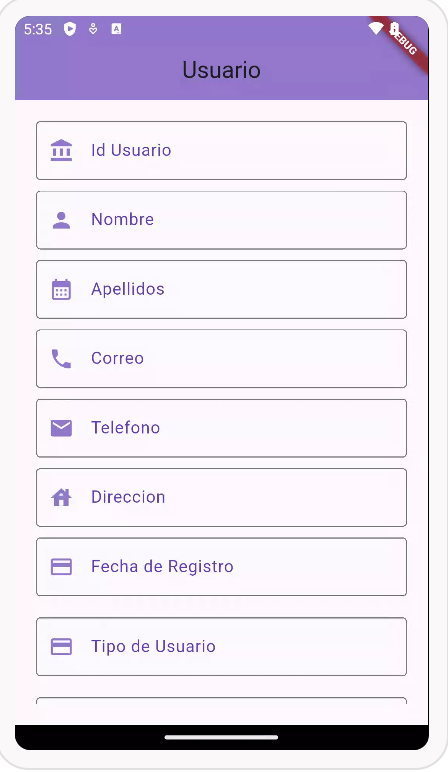 5:35
A
DEBUG
Usuario
Id Usuario
Nombre
Apellidos
Correo
Telefono
Direccion
Fecha de Registro
Tipo de Usuario